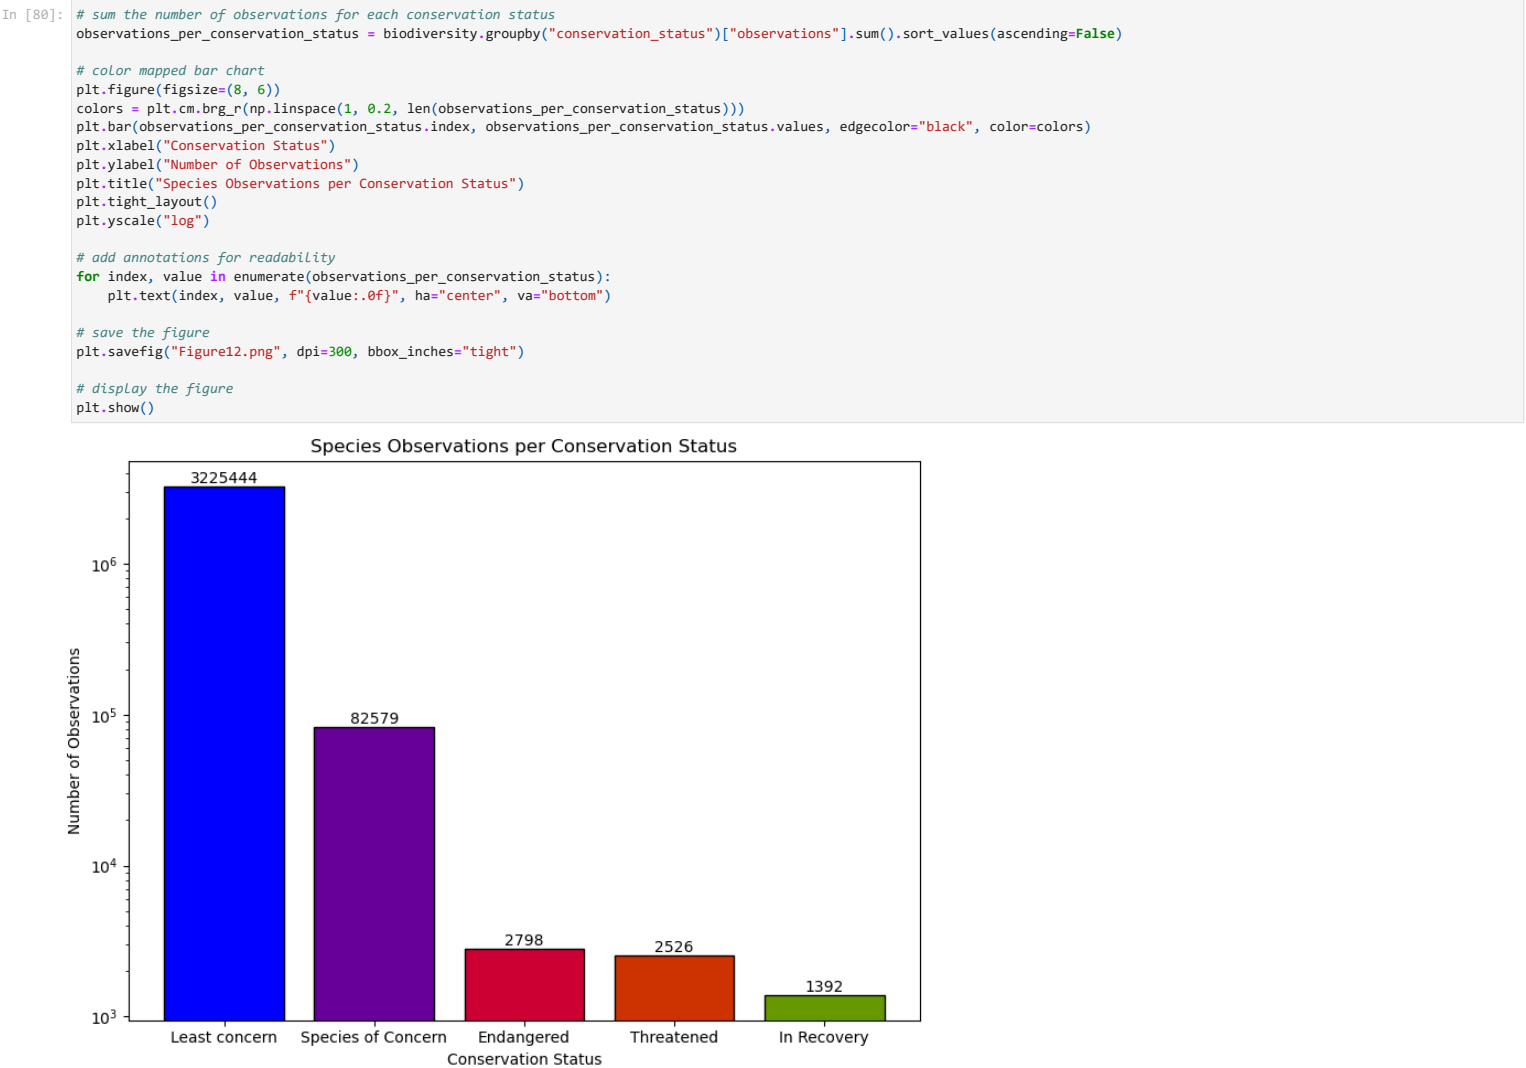 In [80]:
# sum the number of observations for each conservation status
observations_per_conservation_status = biodiversity.groupby("conservation_status")["observations"].sum().sort_values(ascending=False)
# color mapped bar chart
plt.figure(figsize=(8, 6))
colors = plt.cm.brg_r(np.linspace(1, 0.2, len(observations_per_conservation_status)))
plt.bar(observations_per_conservation_status.index, observations_per_conservation_status.values, edgecolor="black", color=colors)
plt.xlabel("Conservation Status")
plt.ylabel("Number of Observations")
plt.title("Species Observations per Conservation Status")
plt.tight_layout()
plt.yscale("log")
# add annotations for readability
for index, value in enumerate(observations_per_conservation_status):
    plt.text(index, value, f"{value:.0f}", ha="center", va="bottom")
# save the figure
plt.savefig("Figure12.png", dpi=300, bbox_inches="tight")
# display the figure
plt.show()
Species Observations per Conservation Status
3225444
82579
2798
2526
1392
10⁶
10⁵
10⁴
10³
Number of Observations
Least concern
Species of Concern
Endangered
Threatened
In Recovery
Conservation Status